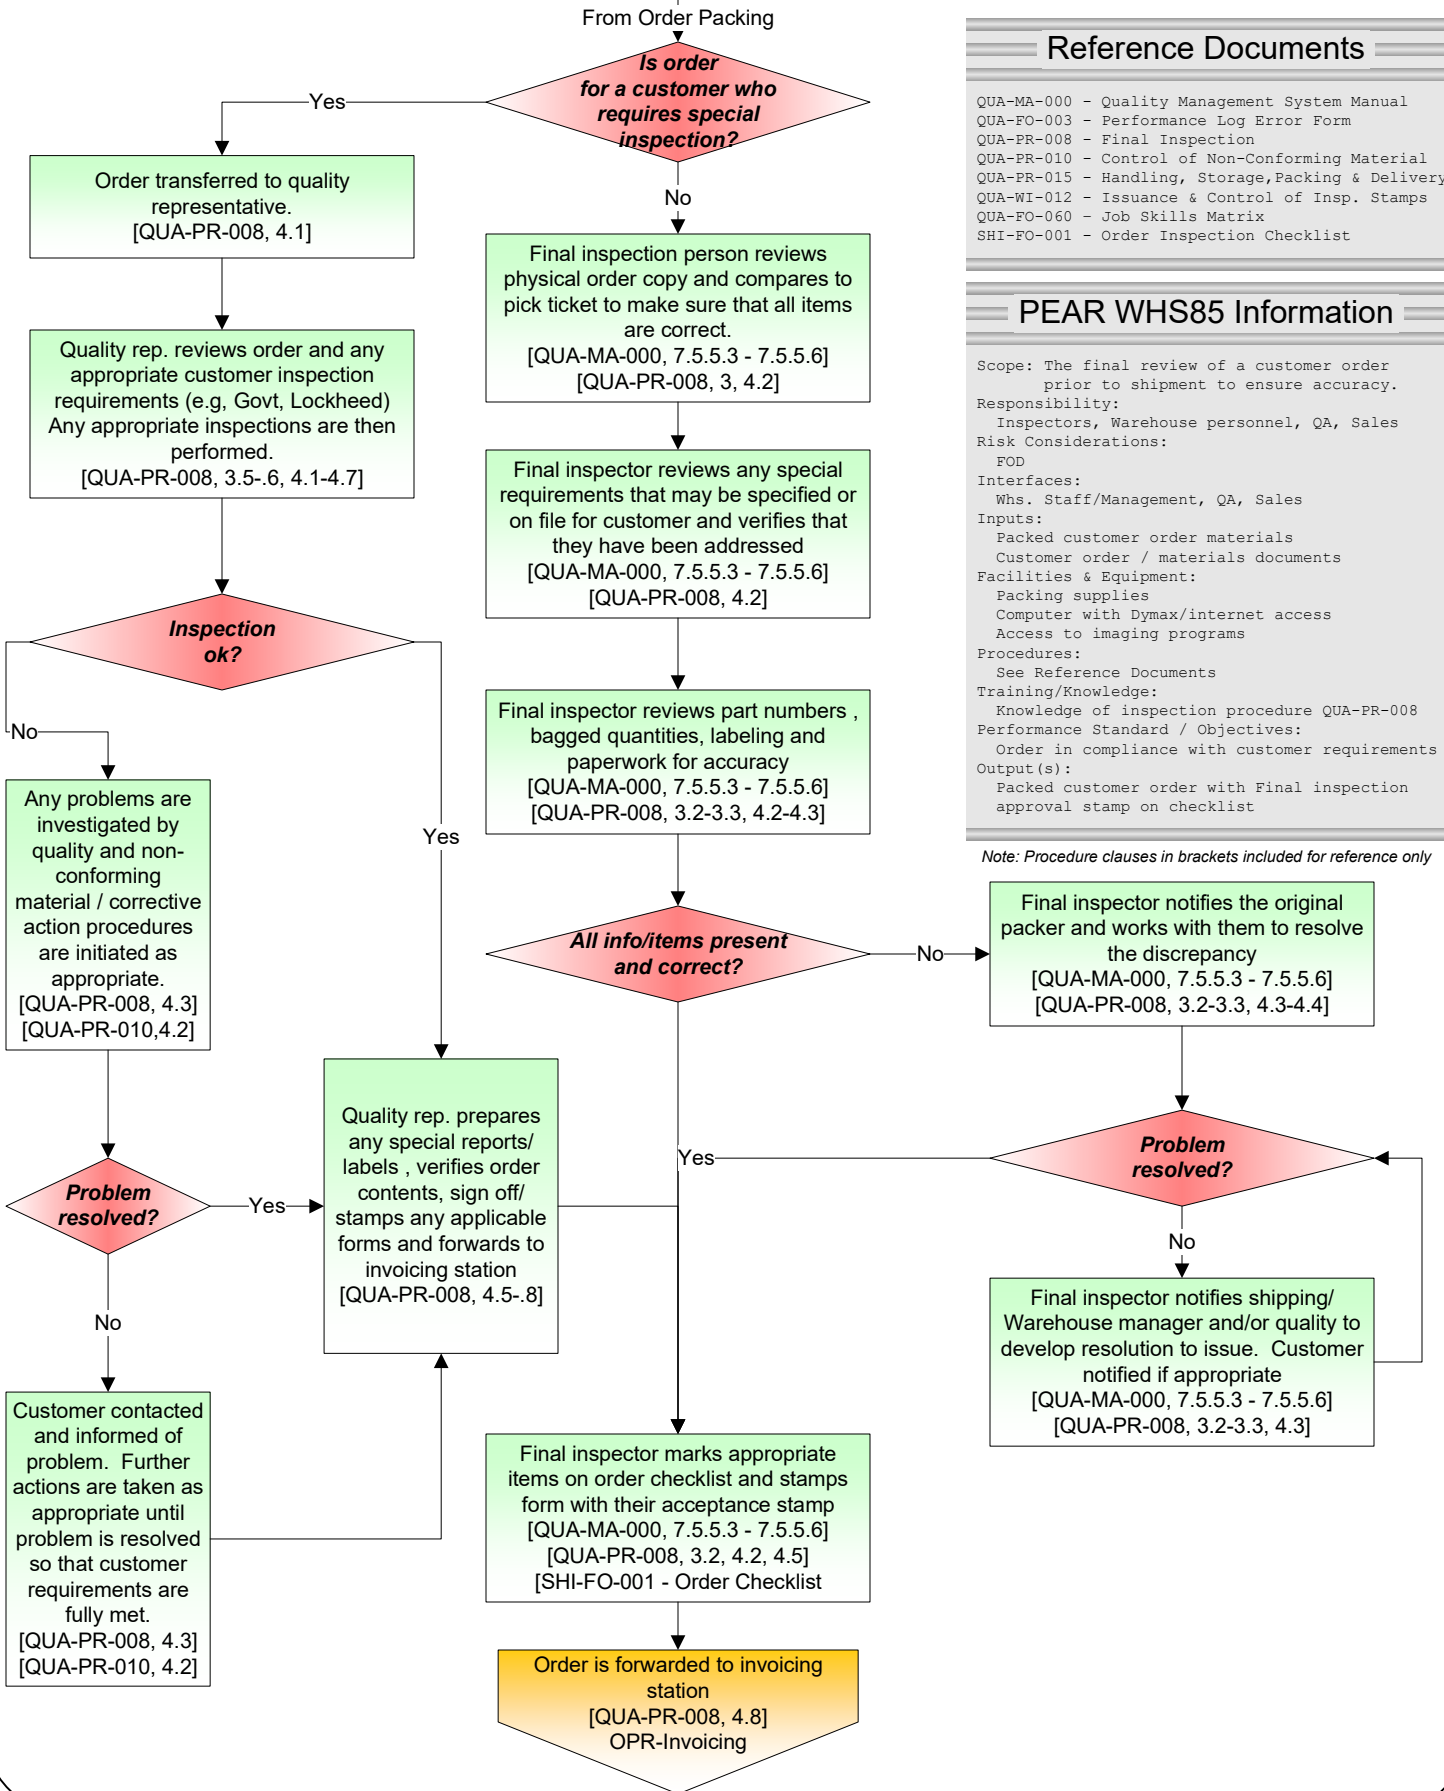 From Order Packing
Is order
for a customer who
requires special
inspection?
Yes
No
Order transferred to quality
representative.
[QUA-PR-008, 4.1]
Quality rep. reviews order and any
appropriate customer inspection
requirements (e.g, Govt, Lockheed)
Any appropriate inspections are then
performed.
[QUA-PR-008, 3.5-.6, 4.1-4.7]
Inspection
ok?
No
Yes
Any problems are
investigated by
quality and non-
conforming
material / corrective
action procedures
are initiated as
appropriate.
[QUA-PR-008, 4.3]
[QUA-PR-010,4.2]
Problem
resolved?
Yes
No
Customer contacted
and informed of
problem.  Further
actions are taken as
appropriate until
problem is resolved
so that customer
requirements are
fully met.
[QUA-PR-008, 4.3]
[QUA-PR-010, 4.2]
Quality rep. prepares
any special reports/
labels , verifies order
contents, sign off/
stamps any applicable
forms and forwards to
invoicing station
[QUA-PR-008, 4.5-.8]
Final inspection person reviews
physical order copy and compares to
pick ticket to make sure that all items
are correct.
[QUA-MA-000, 7.5.5.3 - 7.5.5.6]
[QUA-PR-008, 3, 4.2]
Final inspector reviews any special
requirements that may be specified or
on file for customer and verifies that
they have been addressed
[QUA-MA-000, 7.5.5.3 - 7.5.5.6]
[QUA-PR-008, 4.2]
Final inspector reviews part numbers ,
bagged quantities, labeling and
paperwork for accuracy
[QUA-MA-000, 7.5.5.3 - 7.5.5.6]
[QUA-PR-008, 3.2-3.3, 4.2-4.3]
All info/items present
and correct?
No
Yes
Final inspector marks appropriate
items on order checklist and stamps
form with their acceptance stamp
[QUA-MA-000, 7.5.5.3 - 7.5.5.6]
[QUA-PR-008, 3.2, 4.2, 4.5]
[SHI-FO-001 - Order Checklist
Order is forwarded to invoicing
station
[QUA-PR-008, 4.8]
OPR-Invoicing
Reference Documents
QUA-MA-000 - Quality Management System Manual
QUA-FO-003 - Performance Log Error Form
QUA-PR-008 - Final Inspection
QUA-PR-010 - Control of Non-Conforming Material
QUA-PR-015 - Handling, Storage,Packing & Delivery
QUA-WI-012 - Issuance & Control of Insp. Stamps
QUA-FO-060 - Job Skills Matrix
SHI-FO-001 - Order Inspection Checklist
PEAR WHS85 Information
Scope: The final review of a customer order
prior to shipment to ensure accuracy.
Responsibility:
Inspectors, Warehouse personnel, QA, Sales
Risk Considerations:
FOD
Interfaces:
Whs. Staff/Management, QA, Sales
Inputs:
Packed customer order materials
Customer order / materials documents
Facilities & Equipment:
Packing supplies
Computer with Dymax/internet access
Access to imaging programs
Procedures:
See Reference Documents
Training/Knowledge:
Knowledge of inspection procedure QUA-PR-008
Performance Standard / Objectives:
Order in compliance with customer requirements
Output(s):
Packed customer order with Final inspection
approval stamp on checklist
Note: Procedure clauses in brackets included for reference only
Final inspector notifies the original
packer and works with them to resolve
the discrepancy
[QUA-MA-000, 7.5.5.3 - 7.5.5.6]
[QUA-PR-008, 3.2-3.3, 4.3-4.4]
Problem
resolved?
No
Final inspector notifies shipping/
Warehouse manager and/or quality to
develop resolution to issue.  Customer
notified if appropriate
[QUA-MA-000, 7.5.5.3 - 7.5.5.6]
[QUA-PR-008, 3.2-3.3, 4.3]